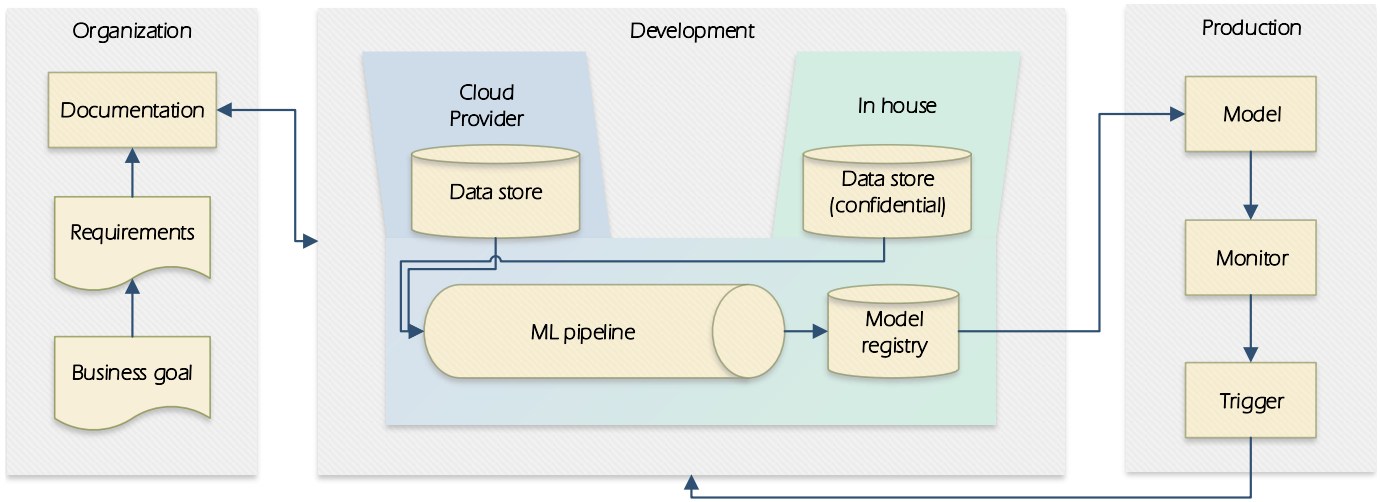 Organization
Documentation
Requirements
Business goal
Development
Cloud
Provider
Data store
In house
Data store
(confidential)
ML pipeline
Model
registry
Production
Model
Monitor
Trigger